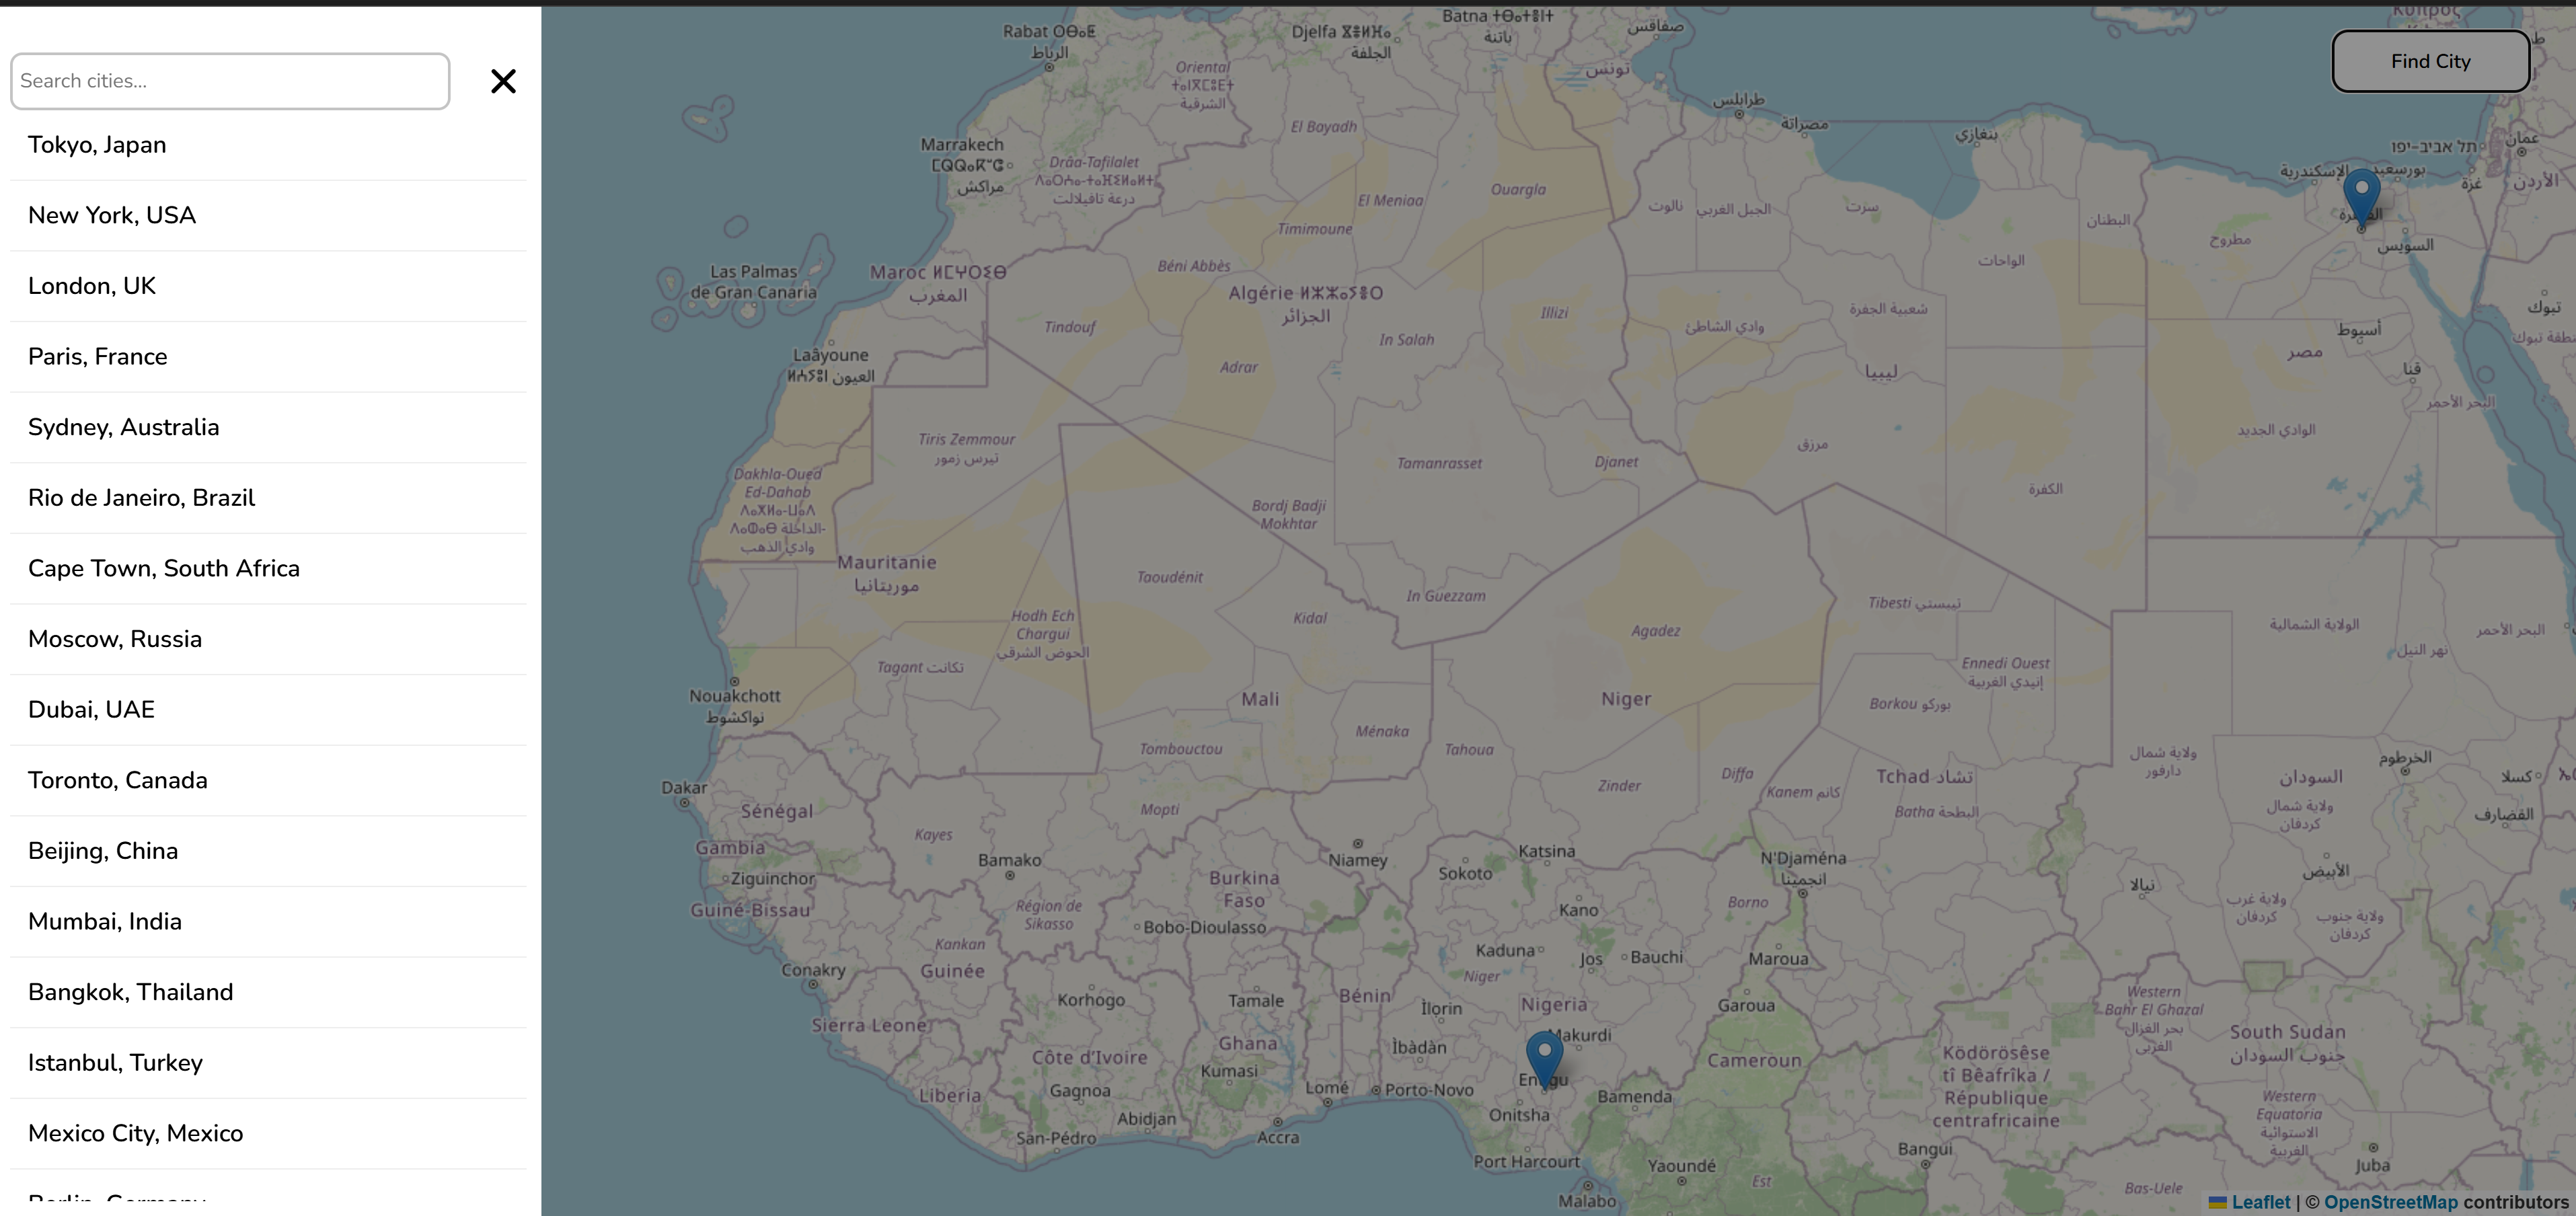 Search cities...
Tokyo, Japan
New York, USA
London, UK
Paris, France
Sydney, Australia
Rio de Janeiro, Brazil
Cape Town, South Africa
Moscow, Russia
Dubai, UAE
Toronto, Canada
Beijing, China
Mumbai, India
Bangkok, Thailand
Istanbul, Turkey
Mexico City, Mexico
Find City
Rabat ⵔⴱⴰⵟ
الرباط
Djelfa
الجلفة
Batna
باتنة
صفاقس
Oriental
الشرقية
تونس
El Bayadh
طرابلس
مصراتة
بنغازي
Marrakech
مراكش
Drâa-Tafilalet
درعة تافيلالت
El Meniaa
Ouargla
نالوت
الجبل الغربي
سرت
البطنان
الإسكندرية
بورسعيد
תל אביב-יפו
عمان
غزة
الأردن
Timimoune
مطروح
السويس
Las Palmas
de Gran Canaria
Maroc
المغرب
Béni Abbès
Algérie
الجزائر
Illizi
الواحات
شعبية الجفرة
تبوك
Tindouf
In Salah
وادي الشاطئ
أسيوط
مصر
Laâyoune
العيون
Adrar
ليبيا
قنا
البحر الأحمر
Tiris Zemmour
تيرس زمور
Tamanrasset
Djanet
مرزق
الوادي الجديد
Dakhla-Oued
Ed-Dahab
الداخلة-
وادي الذهب
Bordj Badji
Mokhtar
الكفرة
Mauritanie
موريتانيا
Taoudénit
In Guezzam
Tibesti تيبستي
Hodh Ech
Chargui
الحوض الشرقي
Kidal
Agadez
الولاية الشمالية
البحر الأحمر
نهر النيل
Tagant تكانت
Ennedi Ouest
إنيدي الغربية
Nouakchott
نواكشوط
Mali
Niger
Borkou بوركو
Ménaka
Tombouctou
Tahoua
ولاية شمال
دارفور
الخرطوم
Dakar
Zinder
Diffa
Kanem كانم
Tchad تشاد
السودان
كسلا
Sénégal
Mopti
Batha البطحة
ولاية شمال
كردفان
القضارف
Kayes
Gambia
Bamako
Niamey
Katsina
Sokoto
N'Djaména
انجمينا
الأبيض
Ziguinchor
Burkina
Faso
نيالا
Guiné-Bissau
Région de
Sikasso
Kano
Borno
ولاية غرب
كردفان
ولاية جنوب
كردفان
Bobo-Dioulasso
Kankan
Kaduna
Jos
Bauchi
Maroua
Conakry
Guinée
Niger
Korhogo
Tamale
Bénin
Ìlorin
Nigeria
Garoua
Western
Bahr El Ghazal
بحر الغزال
الغربي
Sierra Leone
Makurdi
South Sudan
جنوب السودان
Côte d'Ivoire
Ghana
Ìbàdàn
Cameroun
Ködörösêse
tî Bêafrîka /
République
centrafricaine
Kumasi
Liberia
Gagnoa
Lomé
Porto-Novo
Bamenda
Western
Equatoria
الاستوائية
الغربية
Abidjan
Onitsha
San-Pédro
Accra
Bangui
Port Harcourt
Yaoundé
Juba
Est
Bas-Uele
Malabo
Leaflet | © OpenStreetMap contributors